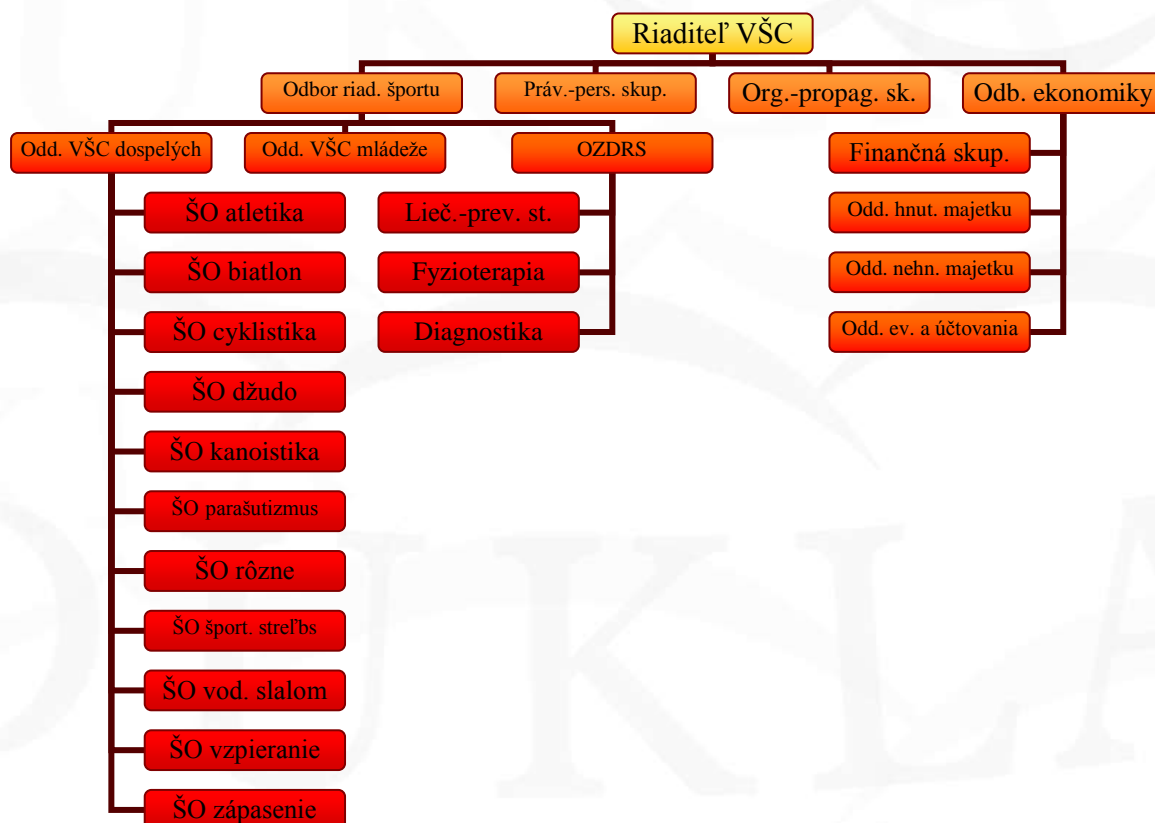 Riaditeľ VŠC
Odbor riad. športu
Práv.-pers. skup.
Org.-propag. sk.
Odb. ekonomiky
Odd. VŠC dospelých
Odd. VŠC mládeže
OZDRS
ŠO atletika
ŠO biatlon
ŠO cyklistika
ŠO džudo
ŠO kanoistika
ŠO parašutizmus
ŠO rôzne
ŠO šport. streľbs
ŠO vod. slalom
ŠO vzpieranie
ŠO zápasenie
Lieč.-prev. st.
Fyzioterapia
Diagnostika
Finančná skup.
Odd. hnut. majetku
Odd. nehn. majetku
Odd. ev. a účtovania
DUKLA